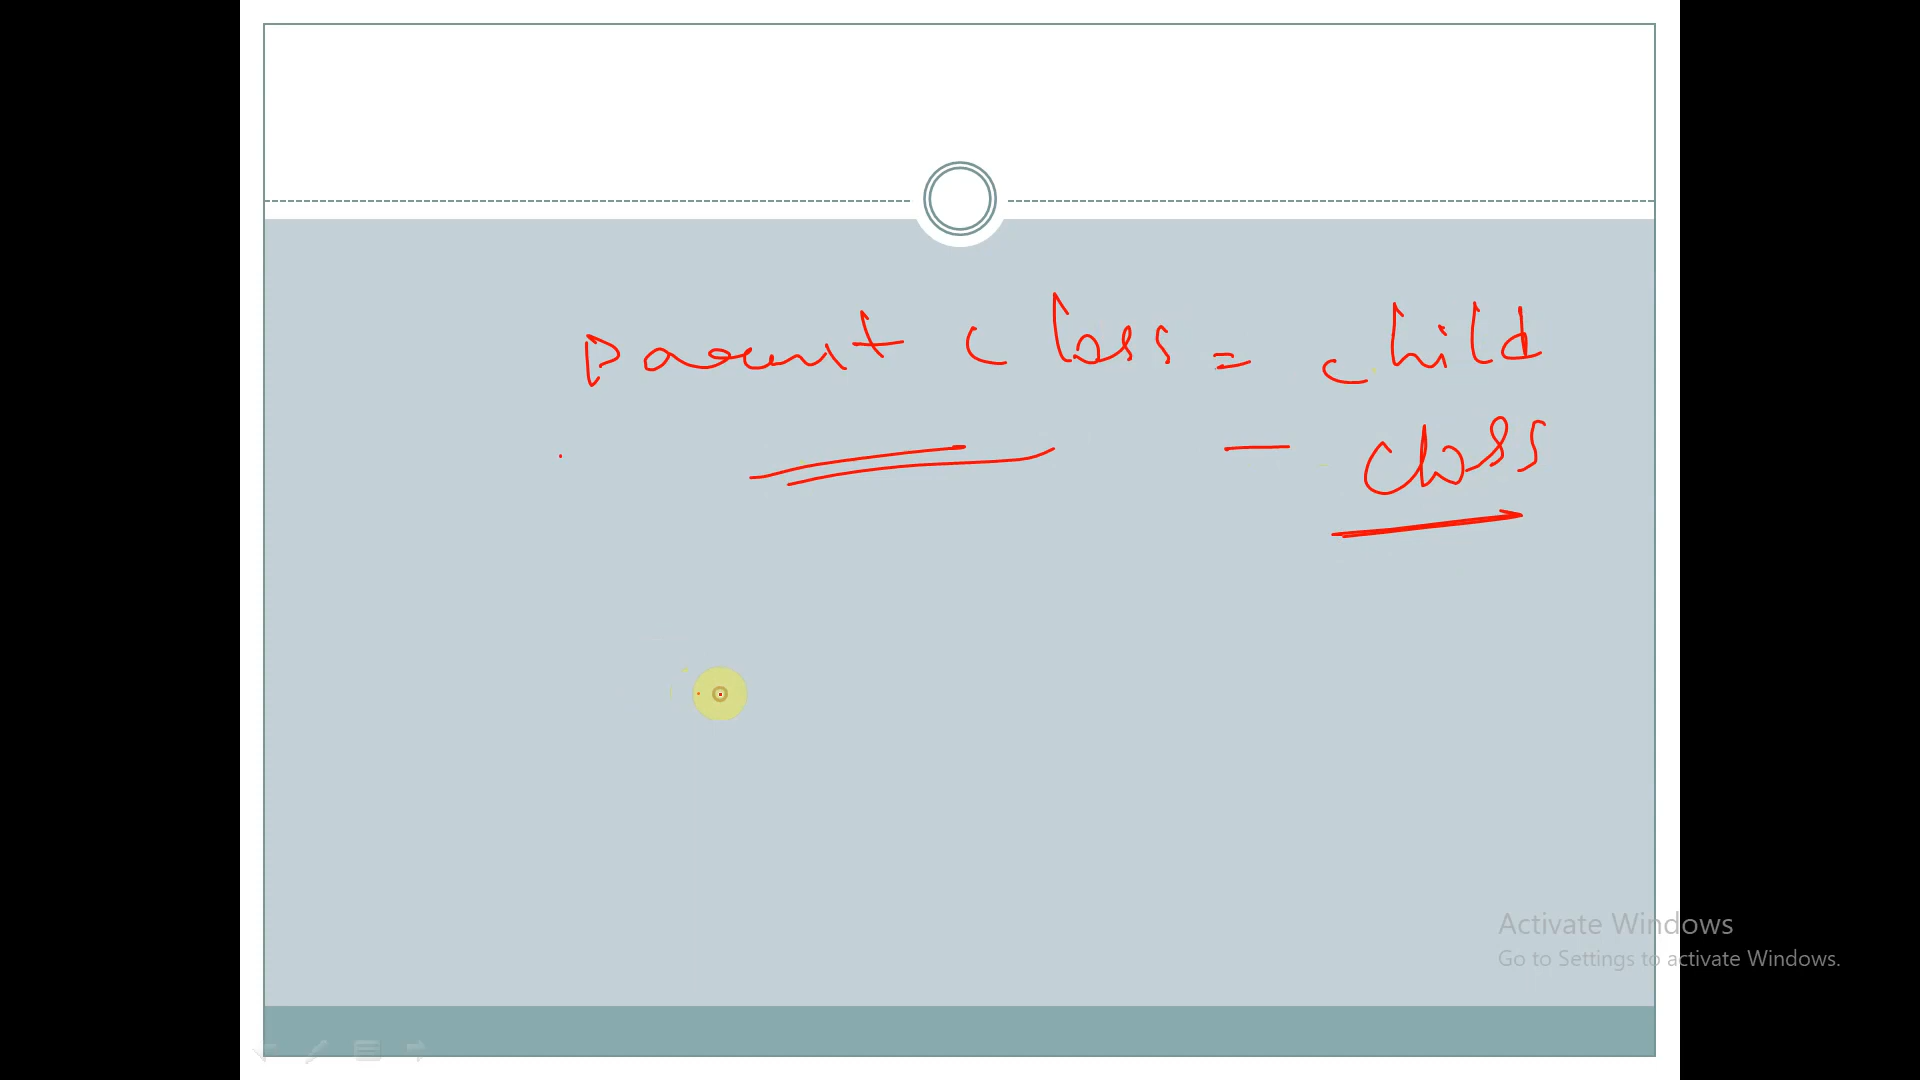 parent class = child
class
Activate Windows
Go to Settings to activate Windows.